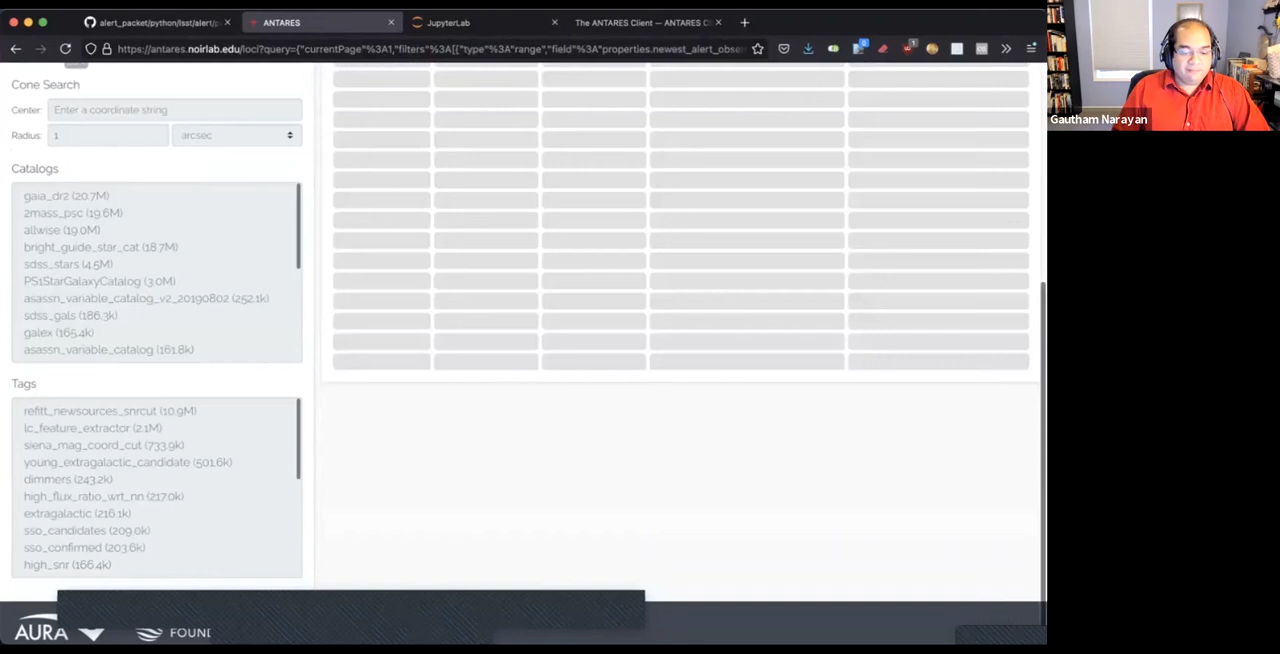 alert_packet/python/lsst/alert/p
ANTARES
JupyterLab
The ANTARES Client — ANTARES C
https://antares.noirlab.edu/loci?query={"currentPage"%3A1,"filters"%3A[{"type"%3A"range","field"%3A"properties.newest_alert_obse
Gautham Narayan
Cone Search
Center: Enter a coordinate string
Radius: 1 arcsec
Catalogs
gaia_dr2 (20.7M)
2mass_psc (19.6M)
allwise (19.0M)
bright_guide_star_cat (18.7M)
sdss_stars (4.5M)
PS1StarGalaxyCatalog (3.0M)
asassn_variable_catalog_v2_20190802 (252.1k)
sdss_gals (186.3k)
galex (165.4k)
asassn_variable_catalog (161.8k)
Tags
refitt_newsources_snrcut (10.9M)
lc_feature_extractor (2.1M)
siena_mag_coord_cut (733.9k)
young_extragalactic_candidate (501.6k)
dimmers (243.2k)
high_flux_ratio_wrt_nn (217.0k)
extragalactic (216.1k)
sso_candidates (209.0k)
sso_confirmed (203.6k)
high_snr (166.4k)
AURA FOUND